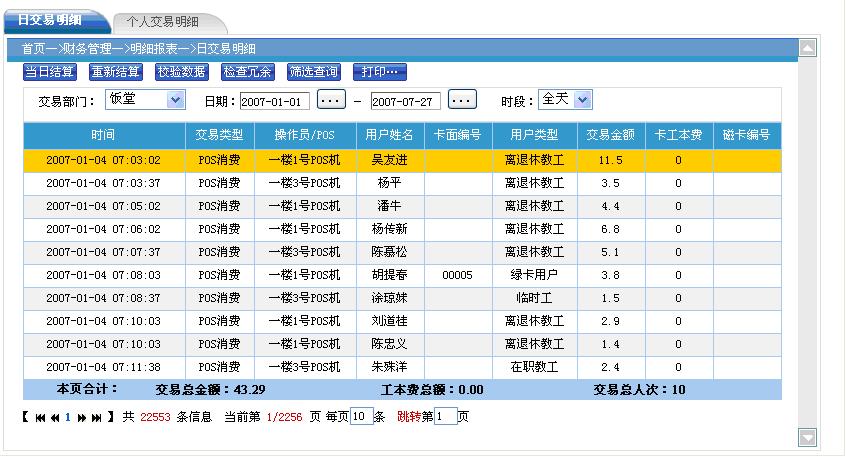 日交易明细 个人交易明细
首页—>财务管理—>明细报表—>日交易明细
当日结算 重新结算 校验数据 检查冗余 筛选查询 打印…
交易部门： 饭堂 日期： 2007-01-01 ... － 2007-07-27 ... 时段： 全天
时间 交易类型 操作员/POS 用户姓名 卡面编号 用户类型 交易金额 卡工本费 磁卡编号
2007-01-04 07:03:02 POS消费 一楼1号POS机 吴友进 离退休教工 11.5 0
2007-01-04 07:03:37 POS消费 一楼3号POS机 杨平 离退休教工 3.5 0
2007-01-04 07:05:02 POS消费 一楼1号POS机 潘牛 离退休教工 4.4 0
2007-01-04 07:06:02 POS消费 一楼1号POS机 杨传新 离退休教工 6.8 0
2007-01-04 07:07:37 POS消费 一楼3号POS机 陈慕松 离退休教工 5.1 0
2007-01-04 07:08:03 POS消费 一楼1号POS机 胡提春 00005 绿卡用户 3.8 0
2007-01-04 07:08:37 POS消费 一楼3号POS机 涂琼妹 临时工 1.5 0
2007-01-04 07:10:03 POS消费 一楼1号POS机 刘道桂 离退休教工 2.9 0
2007-01-04 07:10:03 POS消费 一楼3号POS机 陈忠义 离退休教工 1.4 0
2007-01-04 07:11:38 POS消费 一楼3号POS机 朱殊洋 在职教工 2.4 0
本页合计： 交易总金额：43.29 工本费总额：0.00 交易总人次：10
【 1 】 共 22553 条信息 当前第 1/2256 页 每页10条 跳转第1页